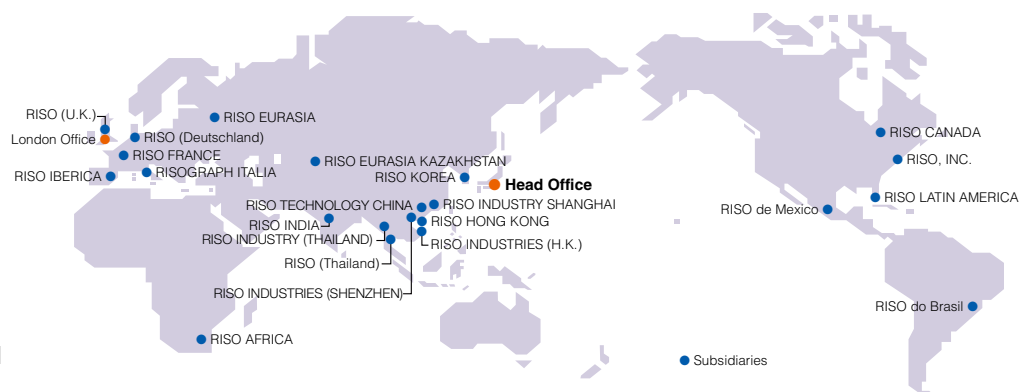 RISO (U.K.)
London Office
RISO EURASIA
RISO (Deutschland)
RISO FRANCE
RISO IBERICA
RISOGRAPH ITALIA
RISO EURASIA KAZAKHSTAN
RISO KOREA
Head Office
RISO TECHNOLOGY CHINA
RISO INDUSTRY SHANGHAI
RISO INDIA
RISO HONG KONG
RISO INDUSTRY (THAILAND)
RISO INDUSTRIES (H.K.)
RISO (Thailand)
RISO INDUSTRIES (SHENZHEN)
RISO AFRICA
RISO CANADA
RISO, INC.
RISO LATIN AMERICA
RISO de Mexico
RISO do Brasil
Subsidiaries